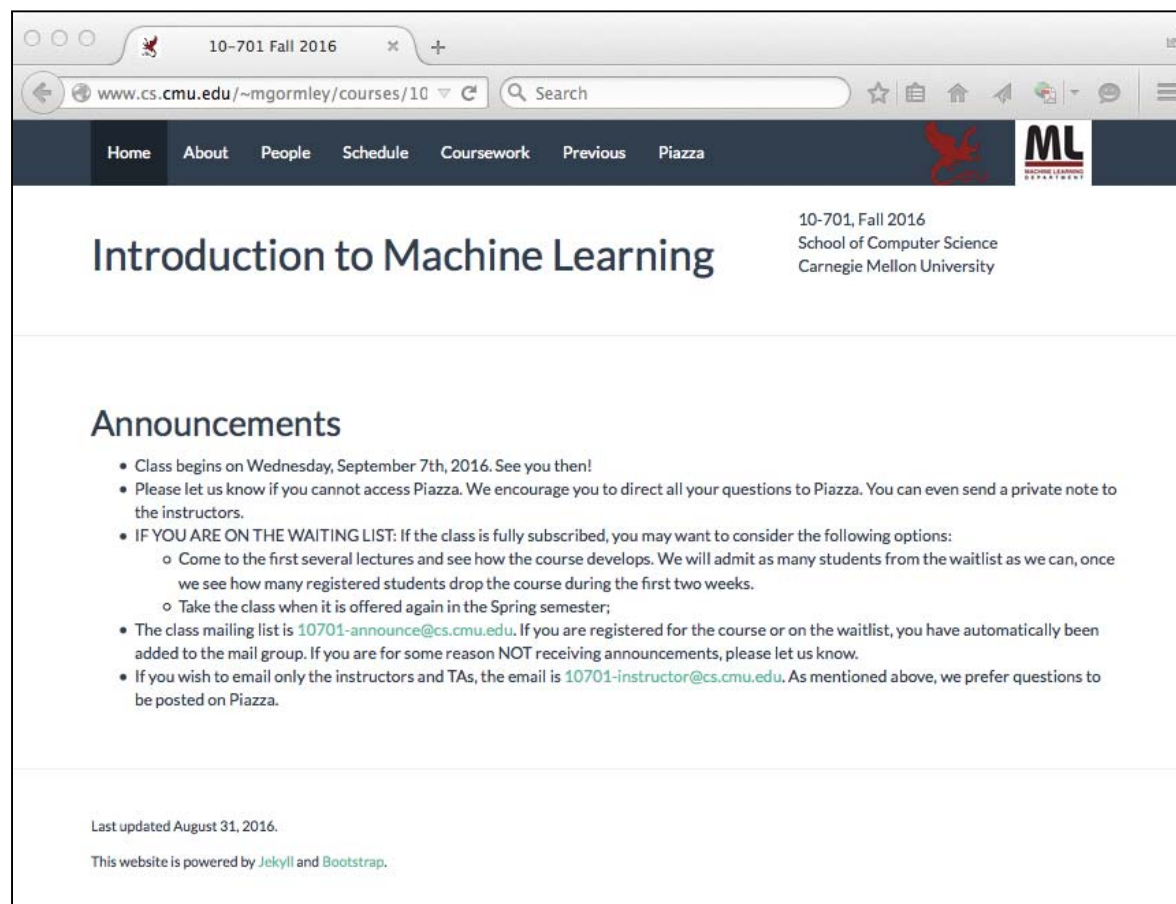 10-701 Fall 2016
www.cs.cmu.edu/~mgormley/courses/10
Search
Home About People Schedule Coursework Previous Piazza
ML
MACHINE LEARNING
DEPARTMENT
Introduction to Machine Learning
10-701, Fall 2016
School of Computer Science
Carnegie Mellon University
Announcements
• Class begins on Wednesday, September 7th, 2016. See you then!
• Please let us know if you cannot access Piazza. We encourage you to direct all your questions to Piazza. You can even send a private note to
the instructors.
• IF YOU ARE ON THE WAITING LIST: If the class is fully subscribed, you may want to consider the following options:
o Come to the first several lectures and see how the course develops. We will admit as many students from the waitlist as we can, once
we see how many registered students drop the course during the first two weeks.
o Take the class when it is offered again in the Spring semester;
• The class mailing list is 10701-announce@cs.cmu.edu. If you are registered for the course or on the waitlist, you have automatically been
added to the mail group. If you are for some reason NOT receiving announcements, please let us know.
• If you wish to email only the instructors and TAs, the email is 10701-instructor@cs.cmu.edu. As mentioned above, we prefer questions to
be posted on Piazza.
Last updated August 31, 2016.
This website is powered by Jekyll and Bootstrap.